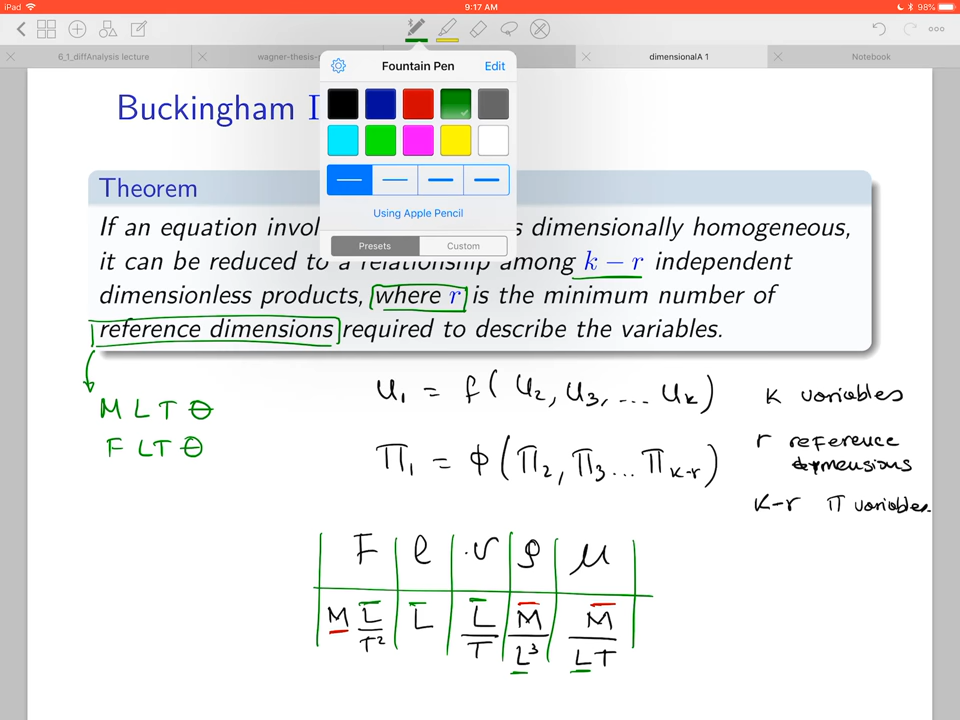 iPad 9:17 AM 98%
6_1_diffAnalysis lecture wagner-thesis-p dimensionalA 1 Notebook
Fountain Pen Edit
Using Apple Pencil
Presets Custom
Buckingham
Theorem
If an equation invol s dimensionally homogeneous,
it can be reduced to a relationship among k − r independent
dimensionless products, where r is the minimum number of
reference dimensions required to describe the variables.
M L T Θ
F L T Θ
u₁ = f( u₂, u₃, ... uₖ)
Π₁ = ϕ(Π₂, Π₃... Πₖ₋ᵣ)
k variables
r reference
dymensions
k-r π variables.
F ℓ v ρ μ
M L/T² L L/T M/L³ M/LT